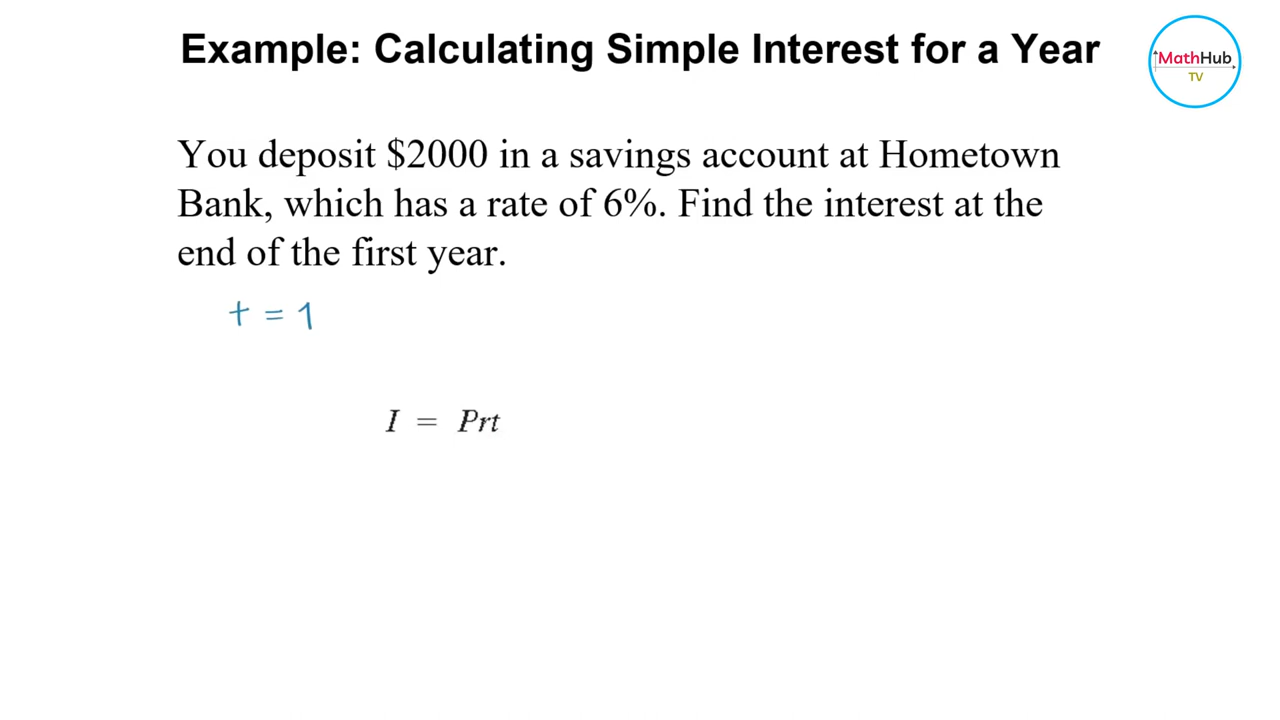 Example: Calculating Simple Interest for a Year
MathHub
TV
You deposit $2000 in a savings account at Hometown
Bank, which has a rate of 6%. Find the interest at the
end of the first year.
t = 1
I = Prt